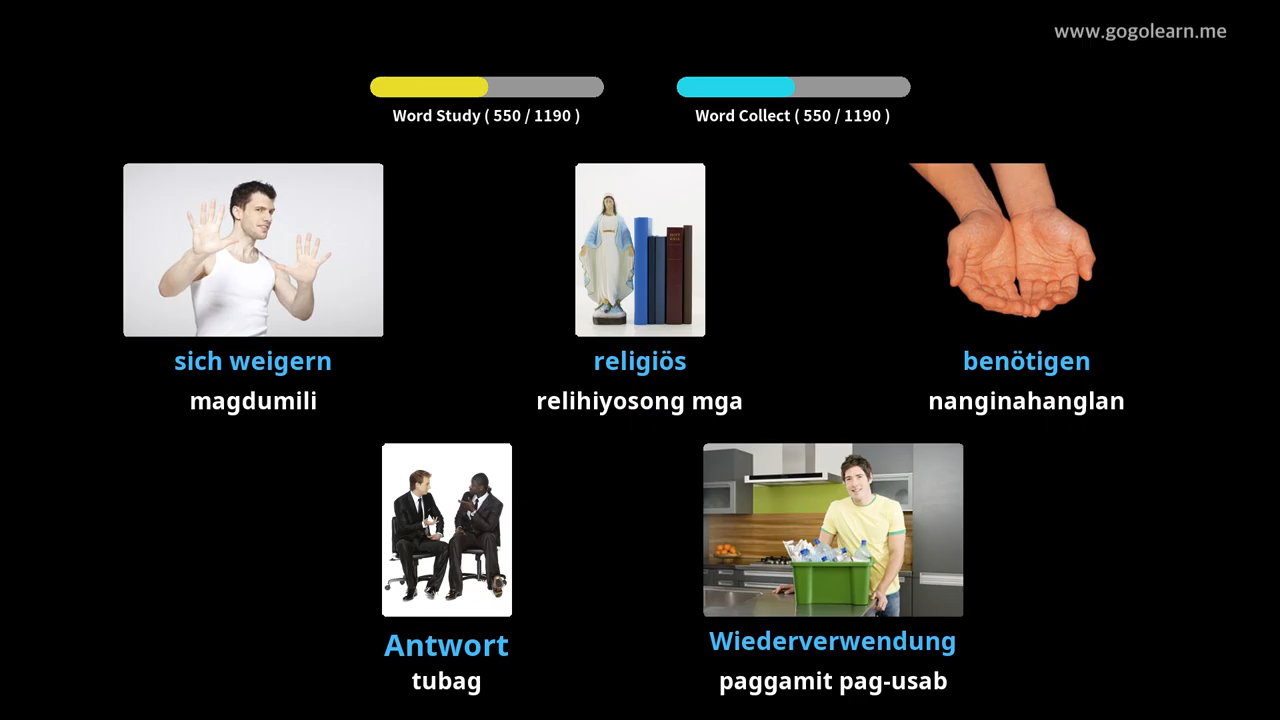 www.gogolearn.me
Word Study ( 550 / 1190 )
Word Collect ( 550 / 1190 )
sich weigern
magdumili
religiös
relihiyosong mga
benötigen
nanginahanglan
Antwort
tubag
Wiederverwendung
paggamit pag-usab